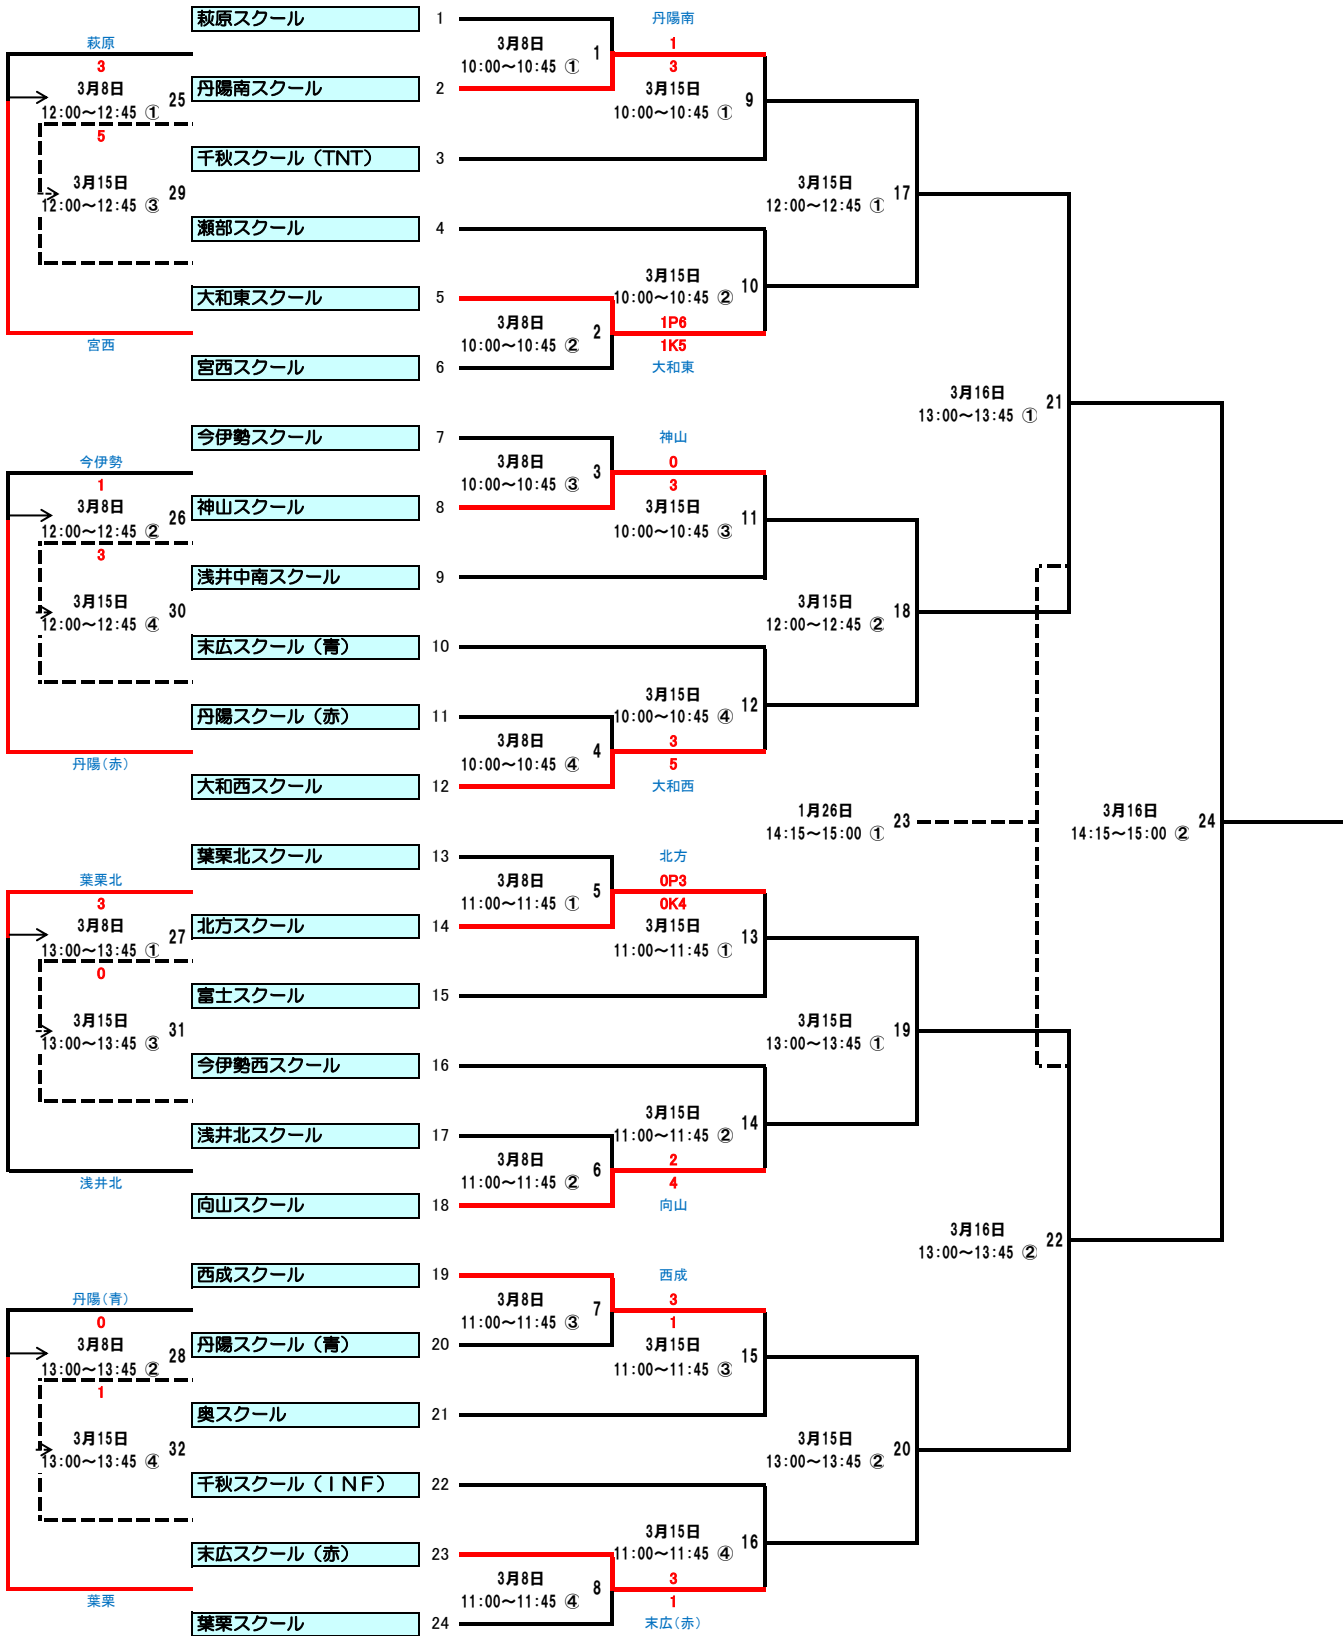 萩原スクール 1
丹陽南
萩原
3
3月8日
12:00～12:45 ① 25
5
3月8日
10:00～10:45 ① 1
1
3
丹陽南スクール 2
3月15日
10:00～10:45 ① 9
千秋スクール（TNT） 3
3月15日
12:00～12:45 ③ 29
3月15日
12:00～12:45 ① 17
瀬部スクール 4
大和東スクール 5
3月15日
10:00～10:45 ② 10
3月8日
10:00～10:45 ② 2
1P6
1K5
大和東
宮西
宮西スクール 6
3月16日
13:00～13:45 ① 21
今伊勢スクール 7
神山
今伊勢
1
3月8日
12:00～12:45 ② 26
3
3月8日
10:00～10:45 ③ 3
0
3
神山スクール 8
3月15日
10:00～10:45 ③ 11
浅井中南スクール 9
3月15日
12:00～12:45 ④ 30
3月15日
12:00～12:45 ② 18
末広スクール（青） 10
丹陽スクール（赤） 11
3月15日
10:00～10:45 ④ 12
3月8日
10:00～10:45 ④ 4
3
5
大和西
丹陽(赤)
大和西スクール 12
1月26日
14:15～15:00 ① 23
3月16日
14:15～15:00 ② 24
葉栗北スクール 13
北方
葉栗北
3
3月8日
13:00～13:45 ① 27
0
3月8日
11:00～11:45 ① 5
0P3
0K4
北方スクール 14
3月15日
11:00～11:45 ① 13
富士スクール 15
3月15日
13:00～13:45 ③ 31
3月15日
13:00～13:45 ① 19
今伊勢西スクール 16
浅井北スクール 17
3月15日
11:00～11:45 ② 14
3月8日
11:00～11:45 ② 6
2
4
向山
浅井北
向山スクール 18
3月16日
13:00～13:45 ② 22
西成スクール 19
西成
丹陽(青)
0
3月8日
13:00～13:45 ② 28
1
3月8日
11:00～11:45 ③ 7
3
1
丹陽スクール（青） 20
3月15日
11:00～11:45 ③ 15
奥スクール 21
3月15日
13:00～13:45 ④ 32
3月15日
13:00～13:45 ② 20
千秋スクール（ＩＮＦ） 22
末広スクール（赤） 23
3月15日
11:00～11:45 ④ 16
3月8日
11:00～11:45 ④ 8
3
1
末広(赤)
葉栗
葉栗スクール 24